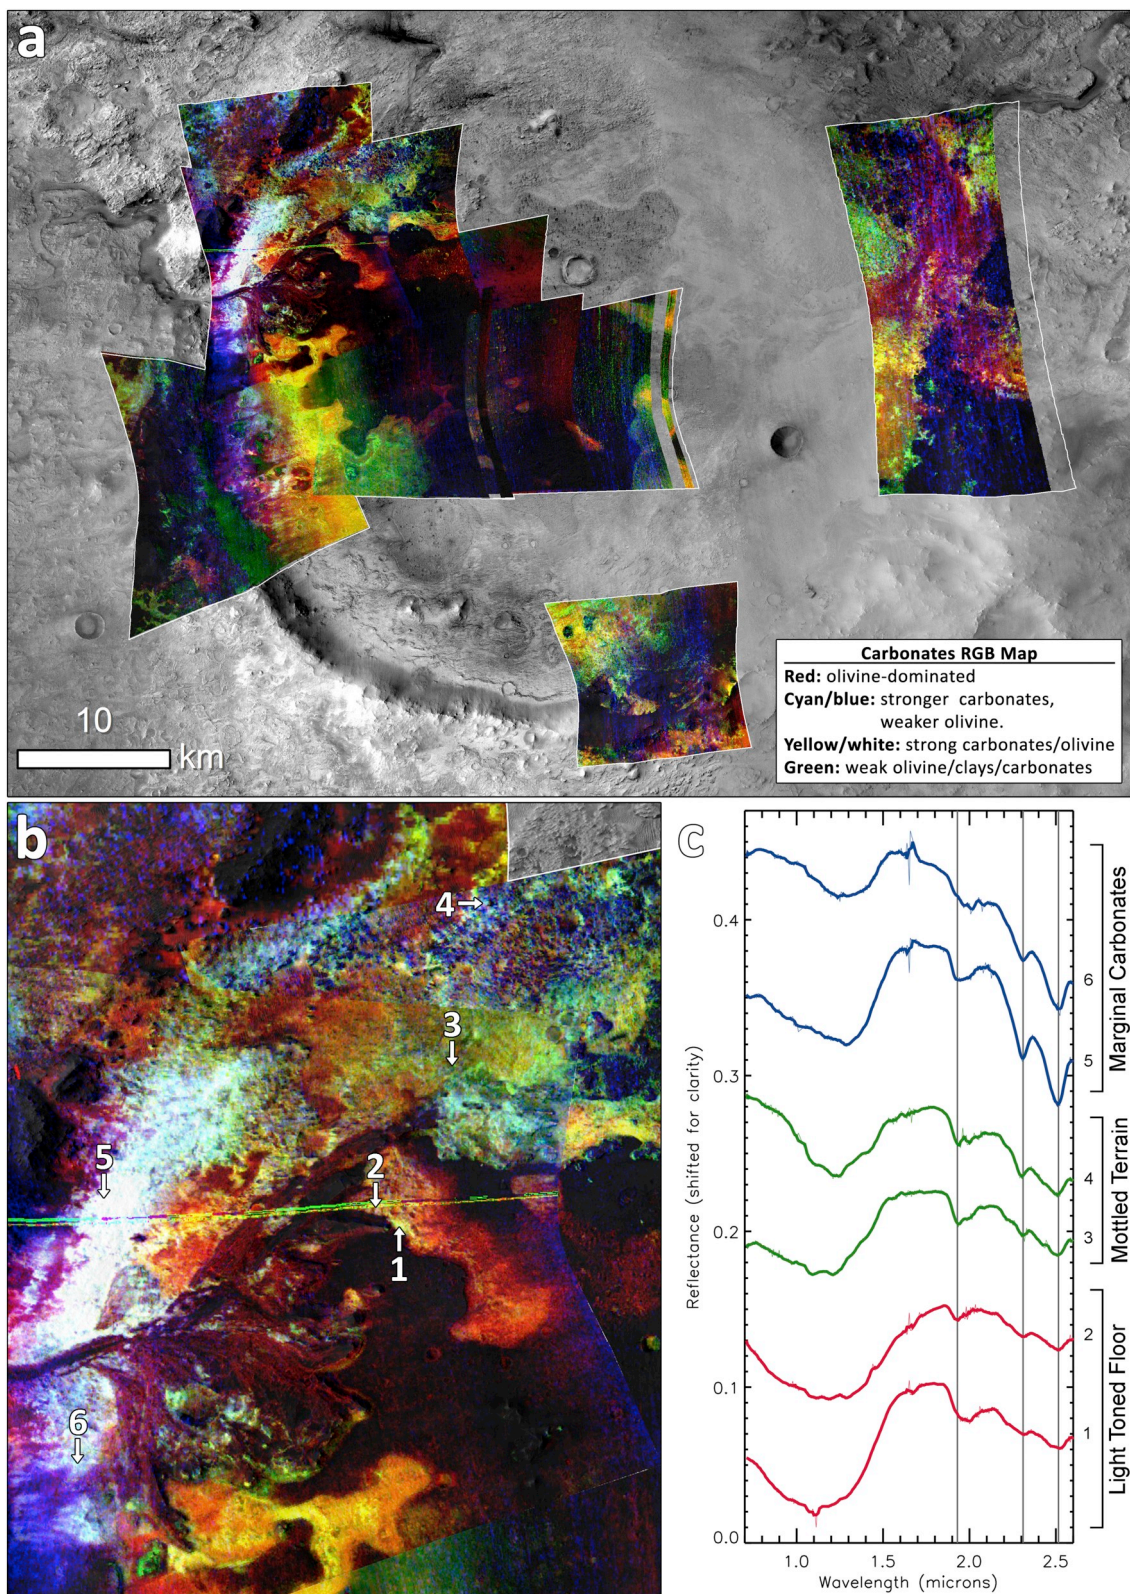 a
10
km
Carbonates RGB Map
Red: olivine-dominated
Cyan/blue: stronger carbonates,
weaker olivine.
Yellow/white: strong carbonates/olivine
Green: weak olivine/clays/carbonates
b
4
3
5
2
1
6
c
0.4
0.3
0.2
0.1
0.0
Reflectance (shifted for clarity)
1.0 1.5 2.0 2.5
Wavelength (microns)
6
5
Marginal Carbonates
4
3
Mottled Terrain
2
1
Light Toned Floor